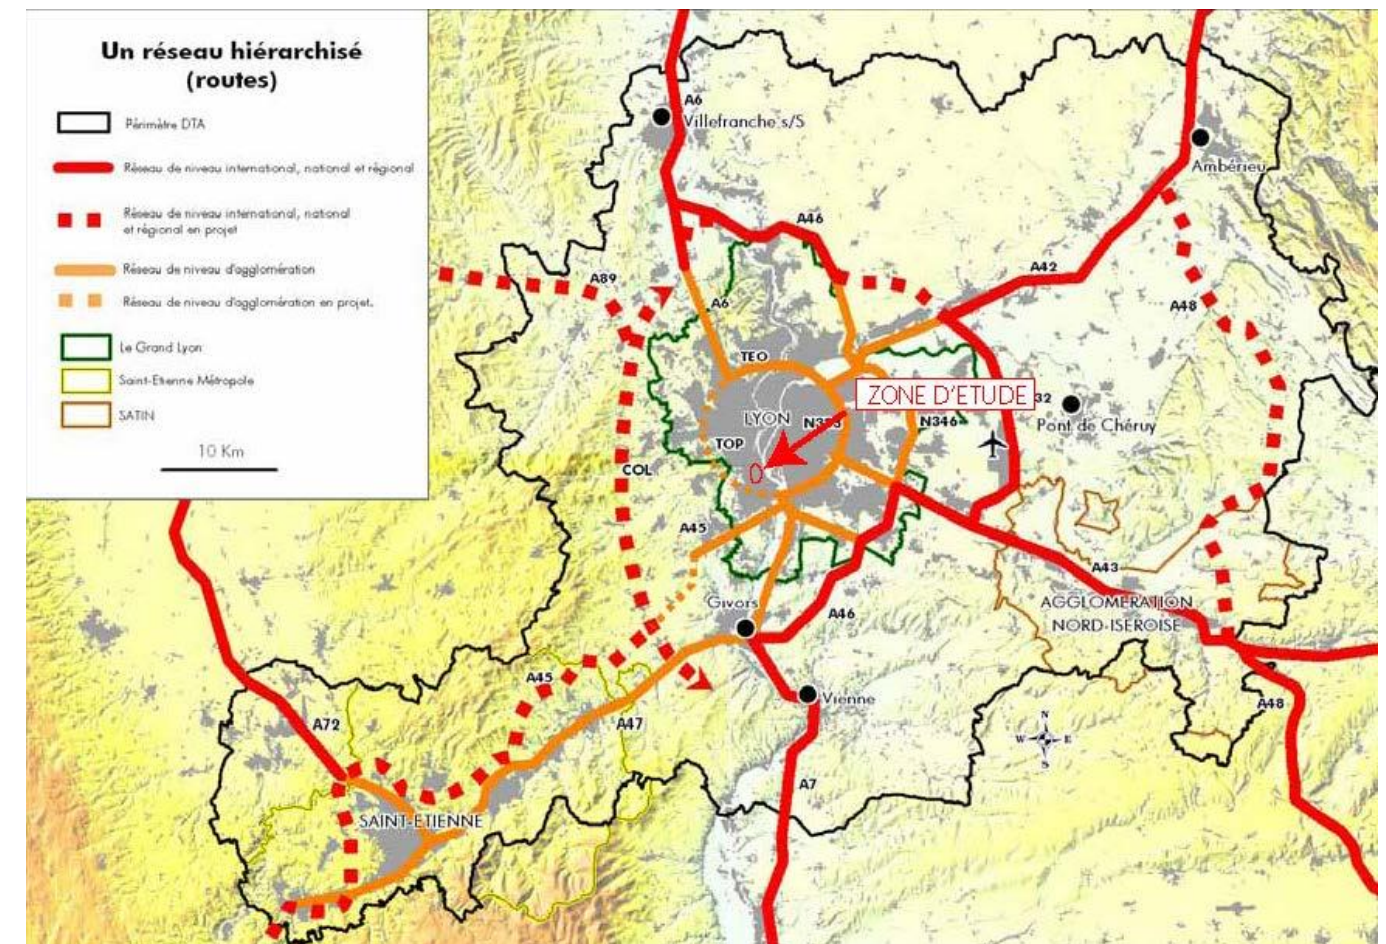 Un réseau hiérarchisé
(routes)
Périmètre DTA
Réseau de niveau international, national et régional
Réseau de niveau international, national
et régional en projet
Réseau de niveau d'agglomération
Réseau de niveau d'agglomération en projet.
Le Grand Lyon
Saint-Etienne Métropole
SATIN
10 Km
A6
Villefranche s/S
Ambérieu
A46
A42
A89
A48
A6
TEO
ZONE D'ETUDE
32
LYON
N346
Pont de Chéruy
TOP
COL
A45
A43
Givors
A46
AGGLOMERATION
NORD-ISEROISE
A45
Vienne
A48
A72
A47
N
W E
S
A7
SAINT-ETIENNE